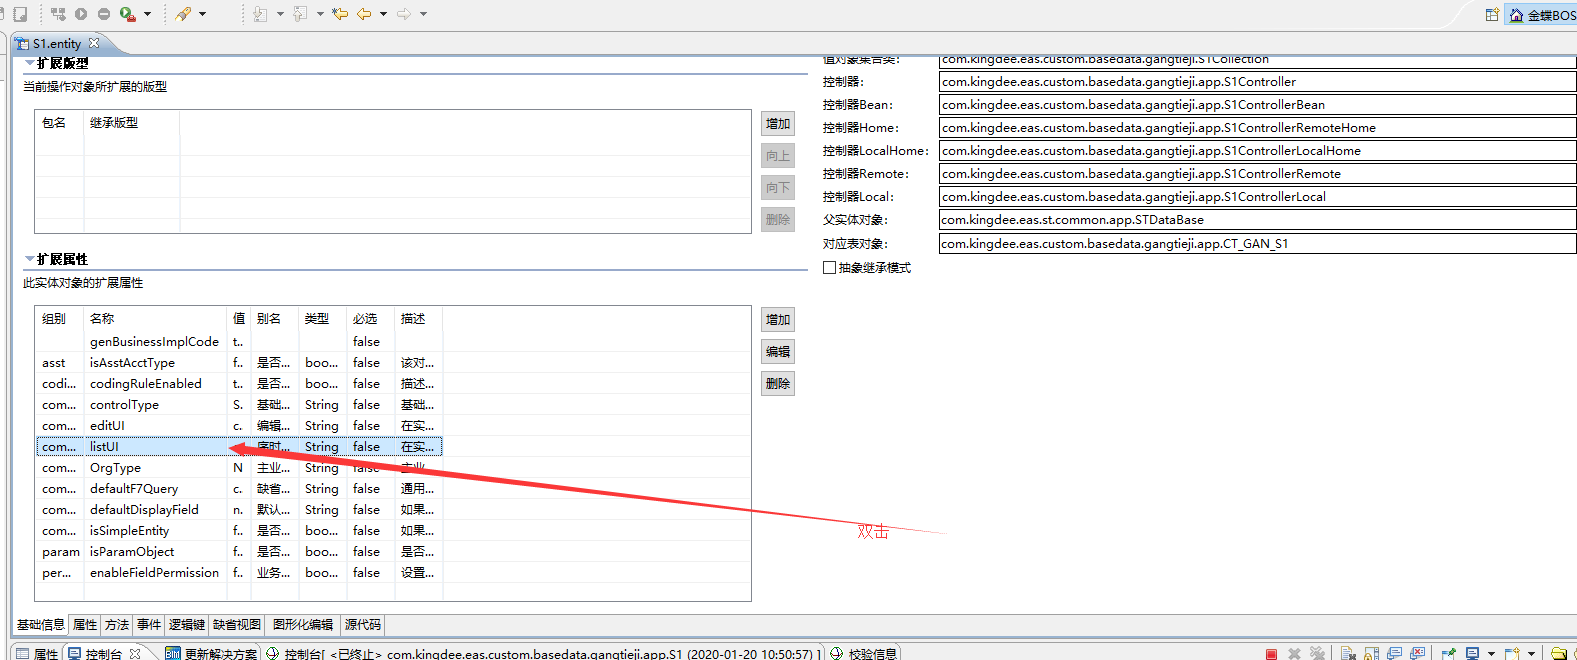 金蝶BOS
S1.entity
扩展版型
当前操作对象所扩展的版型
包名 继承版型
增加
向上
向下
删除
扩展属性
此实体对象的扩展属性
组别 名称 值 别名 类型 必选 描述
genBusinessImplCode t.. false
asst isAsstAcctType f.. 是否... boo... false 该对...
codi... codingRuleEnabled t.. 是否... boo... false 描述...
com... controlType S. 基础... String false 基础...
com... editUI c. 编辑... String false 在实...
com... listUI 序时... String false 在实...
com... OrgType N 主业... String false 主业...
com... defaultF7Query c. 缺省... String false 通用...
com... defaultDisplayField n. 默认... String false 如果...
com... isSimpleEntity f.. 是否... boo... false 如果...
param isParamObject f.. 是否... boo... false 是否...
per... enableFieldPermission f.. 业务... boo... false 设置...
增加
编辑
删除
双击
值对象集合类: com.kingdee.eas.custom.basedata.gangtieji.S1Collection
控制器: com.kingdee.eas.custom.basedata.gangtieji.app.S1Controller
控制器Bean: com.kingdee.eas.custom.basedata.gangtieji.app.S1ControllerBean
控制器Home: com.kingdee.eas.custom.basedata.gangtieji.app.S1ControllerRemoteHome
控制器LocalHome: com.kingdee.eas.custom.basedata.gangtieji.app.S1ControllerLocalHome
控制器Remote: com.kingdee.eas.custom.basedata.gangtieji.app.S1ControllerRemote
控制器Local: com.kingdee.eas.custom.basedata.gangtieji.app.S1ControllerLocal
父实体对象: com.kingdee.eas.st.common.app.STDataBase
对应表对象: com.kingdee.eas.custom.basedata.gangtieji.app.CT_GAN_S1
抽象继承模式
基础信息 属性 方法 事件 逻辑键 缺省视图 图形化编辑 源代码
属性 控制台 更新解决方案 控制台[ <已终止> com.kingdee.eas.custom.basedata.gangtieji.app.S1 (2020-01-20 10:50:57) ] 校验信息